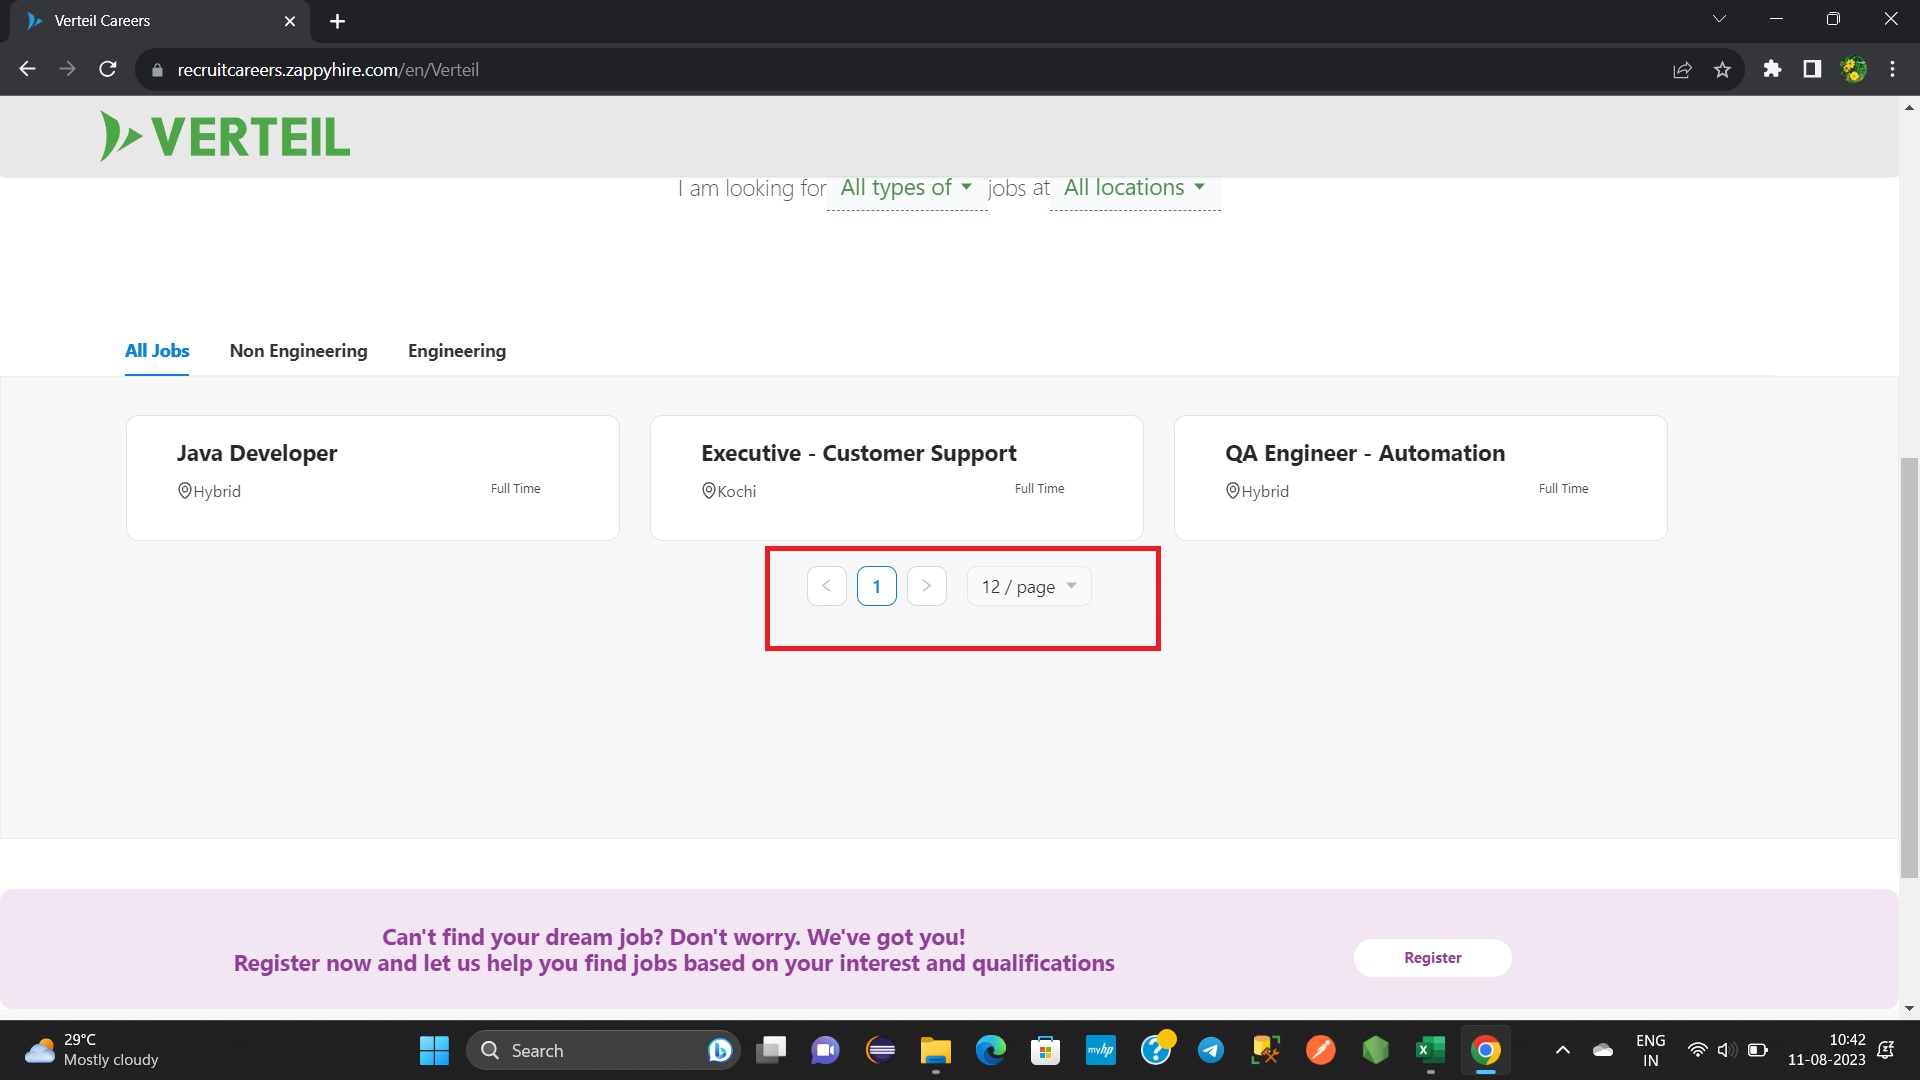 Verteil Careers
recruitcareers.zappyhire.com/en/Verteil
VERTEIL
I am looking for All types of jobs at All locations
All Jobs Non Engineering Engineering
Java Developer
Hybrid Full Time
Executive - Customer Support
Kochi Full Time
QA Engineer - Automation
Hybrid Full Time
< 1 > 12 / page
Can't find your dream job? Don't worry. We've got you!
Register now and let us help you find jobs based on your interest and qualifications
Register
29°C
Mostly cloudy
Search
myhp
ENG
IN
10:42
11-08-2023